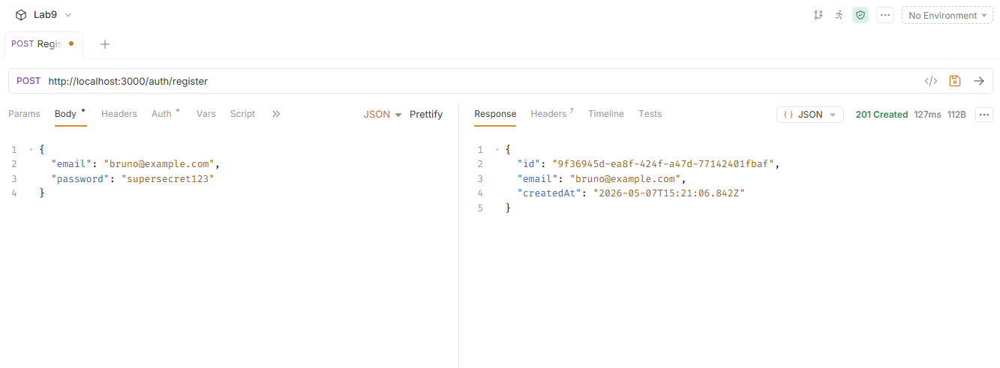 Lab9
No Environment
POST Regis
POST http://localhost:3000/auth/register
Params Body Headers Auth Vars Script JSON Prettify
1 {
2 "email": "bruno@example.com",
3 "password": "supersecret123"
4 }
Response Headers 7 Timeline Tests { } JSON 201 Created 127ms 112B
1 {
2 "id": "9f36945d-ea8f-424f-a47d-77142401fbaf",
3 "email": "bruno@example.com",
4 "createdAt": "2026-05-07T15:21:06.842Z"
5 }